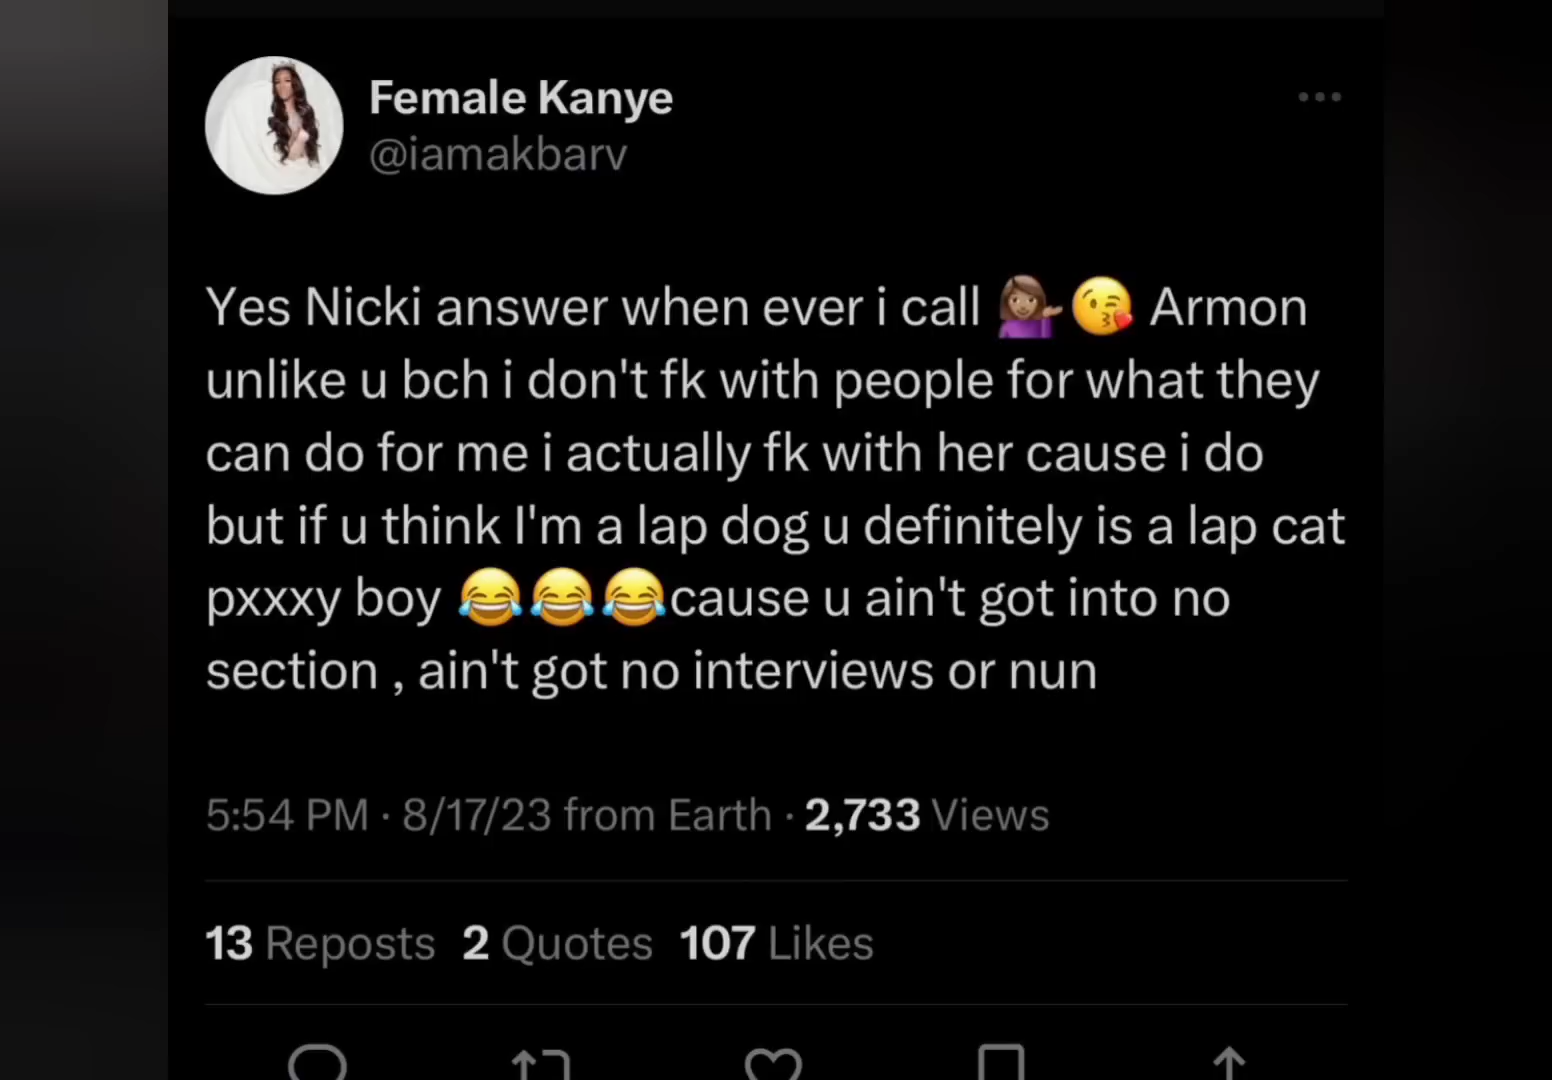 Female Kanye
@iamakbarv
Yes Nicki answer when ever i call 💁🏽‍♀️😘 Armon
unlike u bch i don't fk with people for what they
can do for me i actually fk with her cause i do
but if u think I'm a lap dog u definitely is a lap cat
pxxxy boy 😂😂😂cause u ain't got into no
section , ain't got no interviews or nun
5:54 PM · 8/17/23 from Earth · 2,733 Views
13 Reposts 2 Quotes 107 Likes